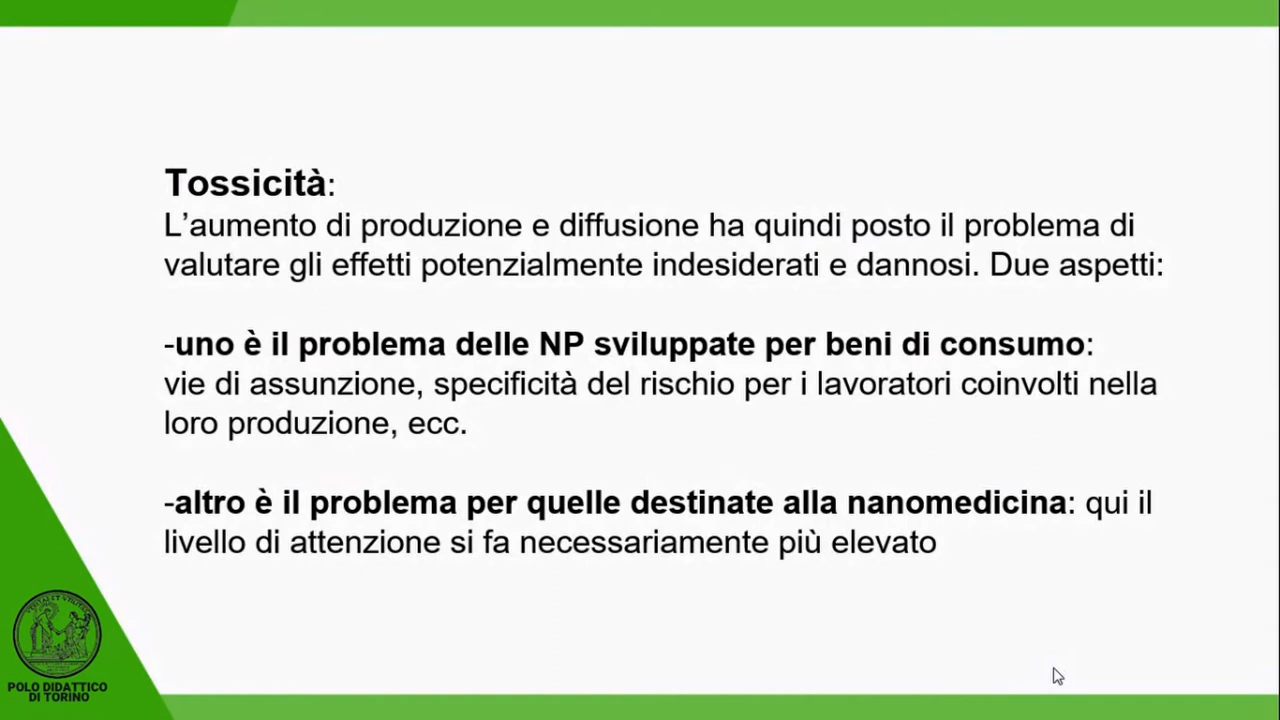 Tossicità:
L’aumento di produzione e diffusione ha quindi posto il problema di
valutare gli effetti potenzialmente indesiderati e dannosi. Due aspetti:
-uno è il problema delle NP sviluppate per beni di consumo:
vie di assunzione, specificità del rischio per i lavoratori coinvolti nella
loro produzione, ecc.
-altro è il problema per quelle destinate alla nanomedicina: qui il
livello di attenzione si fa necessariamente più elevato
POLO DIDATTICO
DI TORINO